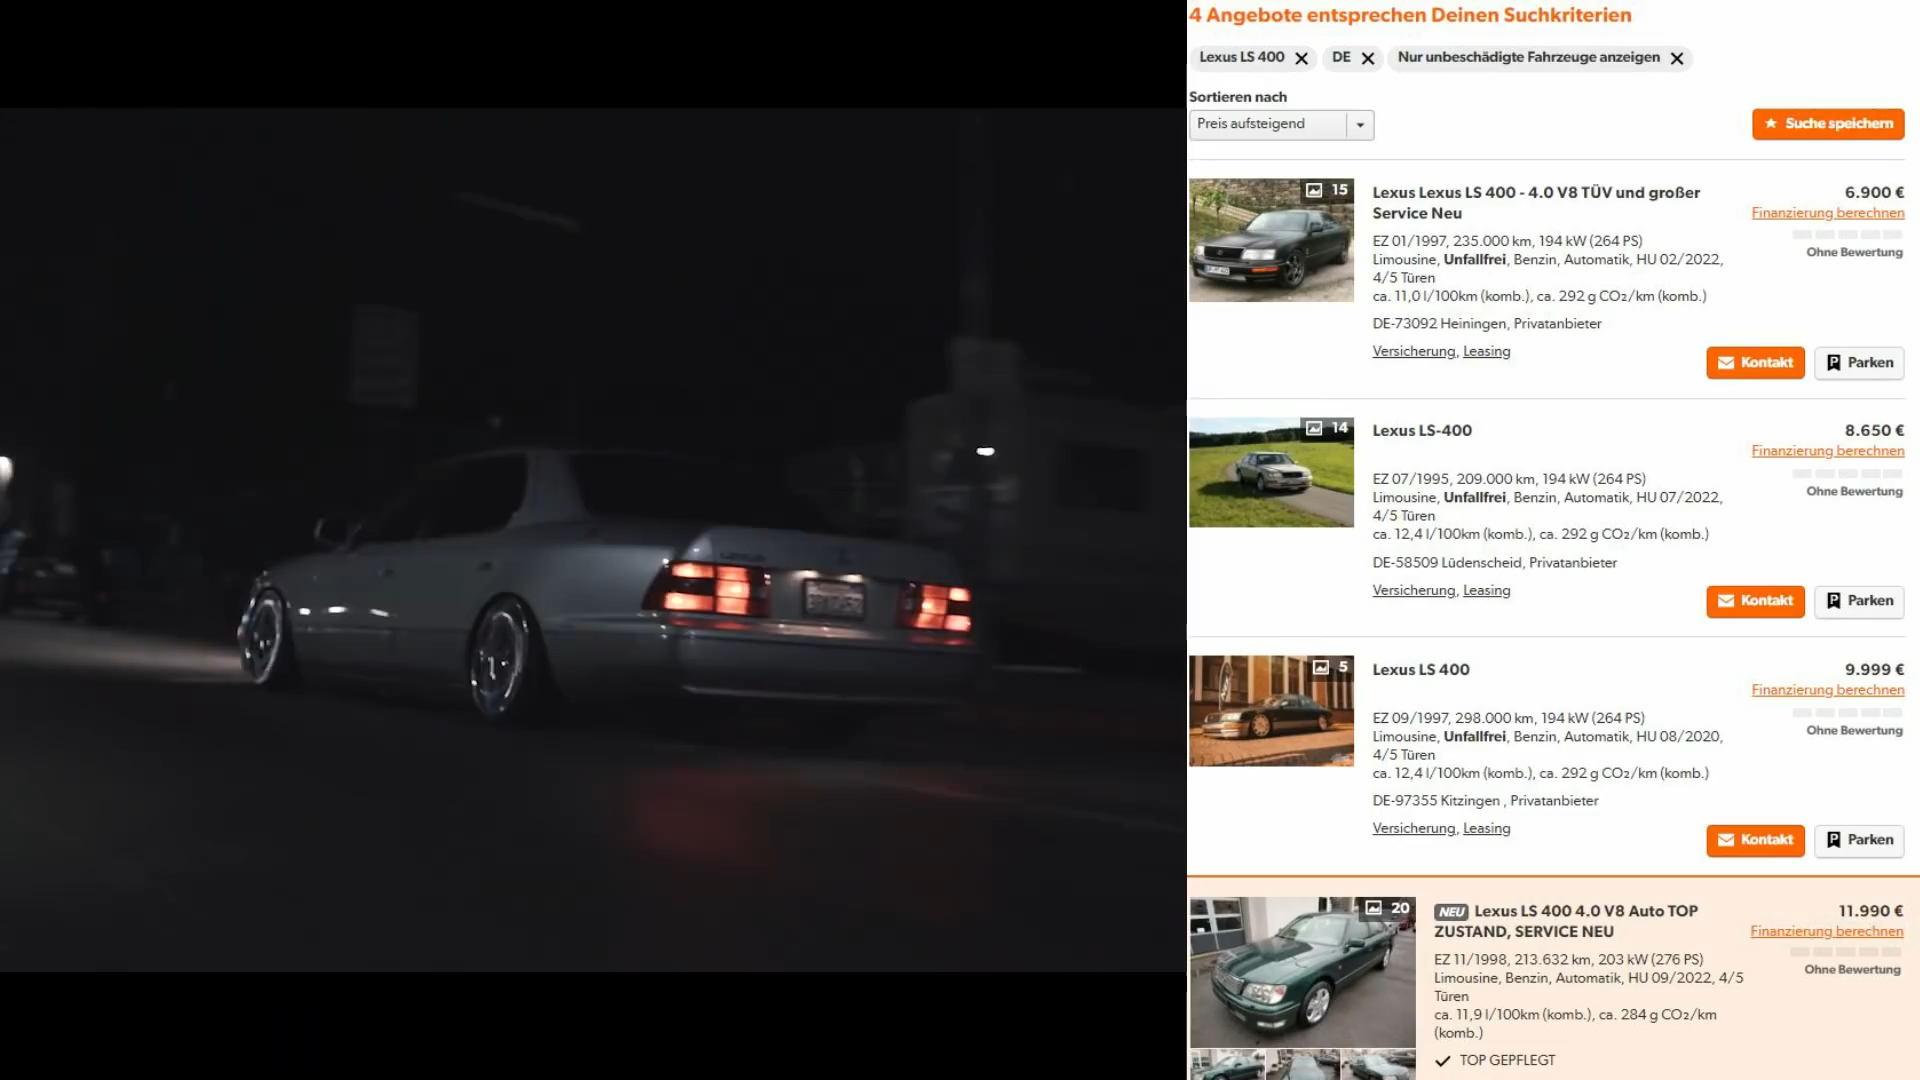 4 Angebote entsprechen Deinen Suchkriterien
Lexus LS 400 DE Nur unbeschädigte Fahrzeuge anzeigen
Sortieren nach
Preis aufsteigend
Suche speichern
15
Lexus Lexus LS 400 - 4.0 V8 TÜV und großer
Service Neu
6.900 €
Finanzierung berechnen
Ohne Bewertung
EZ 01/1997, 235.000 km, 194 kW (264 PS)
Limousine, Unfallfrei, Benzin, Automatik, HU 02/2022,
4/5 Türen
ca. 11,0 l/100km (komb.), ca. 292 g CO₂/km (komb.)
DE-73092 Heiningen, Privatanbieter
Versicherung, Leasing
Kontakt
Parken
14
Lexus LS-400
8.650 €
Finanzierung berechnen
Ohne Bewertung
EZ 07/1995, 209.000 km, 194 kW (264 PS)
Limousine, Unfallfrei, Benzin, Automatik, HU 07/2022,
4/5 Türen
ca. 12,4 l/100km (komb.), ca. 292 g CO₂/km (komb.)
DE-58509 Lüdenscheid, Privatanbieter
Versicherung, Leasing
Kontakt
Parken
5
Lexus LS 400
9.999 €
Finanzierung berechnen
Ohne Bewertung
EZ 09/1997, 298.000 km, 194 kW (264 PS)
Limousine, Unfallfrei, Benzin, Automatik, HU 08/2020,
4/5 Türen
ca. 12,4 l/100km (komb.), ca. 292 g CO₂/km (komb.)
DE-97355 Kitzingen , Privatanbieter
Versicherung, Leasing
Kontakt
Parken
20
NEU Lexus LS 400 4.0 V8 Auto TOP
ZUSTAND, SERVICE NEU
11.990 €
Finanzierung berechnen
Ohne Bewertung
EZ 11/1998, 213.632 km, 203 kW (276 PS)
Limousine, Benzin, Automatik, HU 09/2022, 4/5
Türen
ca. 11,9 l/100km (komb.), ca. 284 g CO₂/km
(komb.)
TOP GEPFLEGT